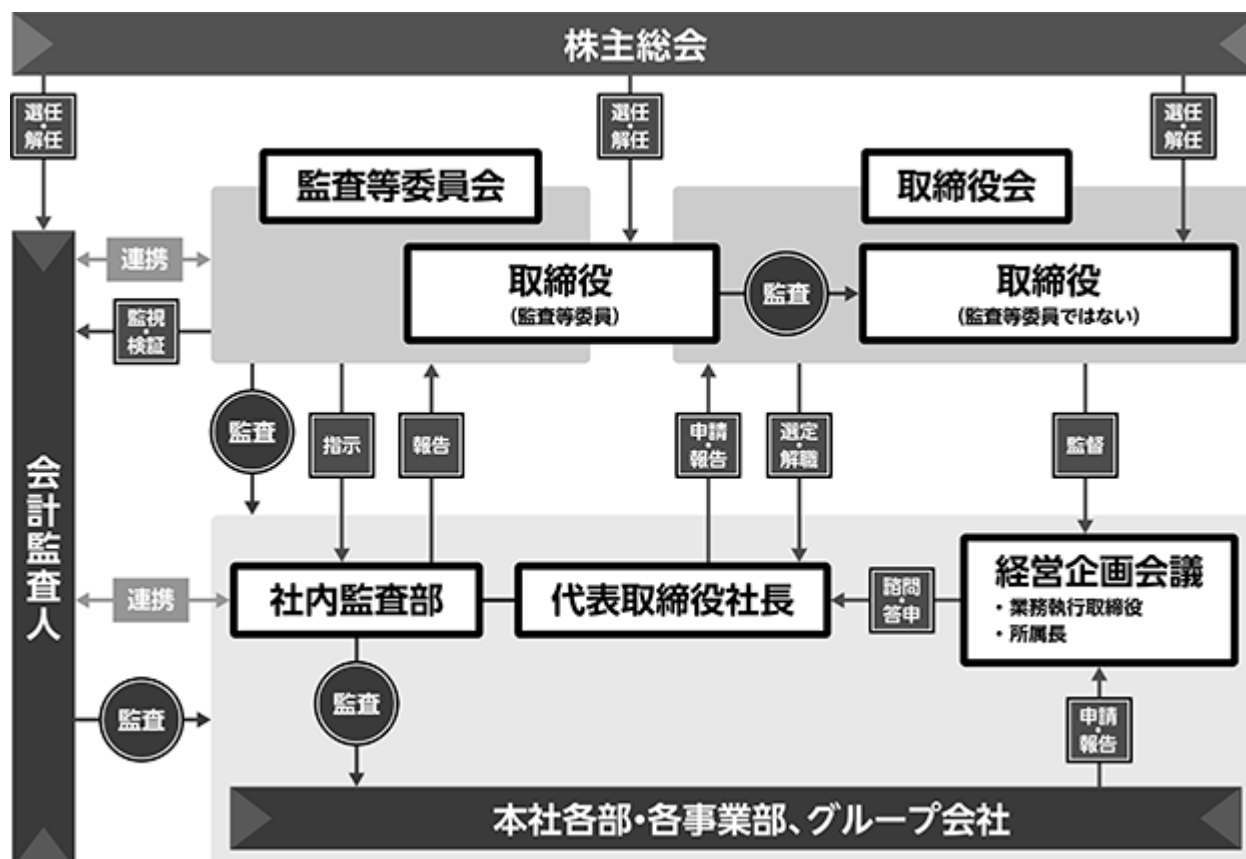 株主総会
選任・
解任
選任・
解任
選任・
解任
監査等委員会
取締役会
連携
取締役
（監査等委員）
監査
取締役
（監査等委員ではない）
監視・
検証
監査
指示
報告
申請・
報告
選定・
解職
監督
会計監査人
連携
社内監査部
代表取締役社長
諮問・
答申
経営企画会議
・業務執行取締役
・所属長
監査
監査
申請・
報告
本社各部・各事業部、グループ会社